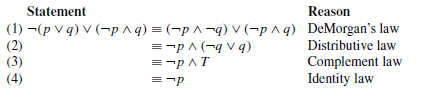 Statement Reason
(1) ¬(p ∨ q) ∨ (¬p ∧ q) ≡ (¬p ∧ ¬q) ∨ (¬p ∧ q) DeMorgan's law
(2) ≡ ¬p ∧ (¬q ∨ q) Distributive law
(3) ≡ ¬p ∧ T Complement law
(4) ≡ ¬p Identity law